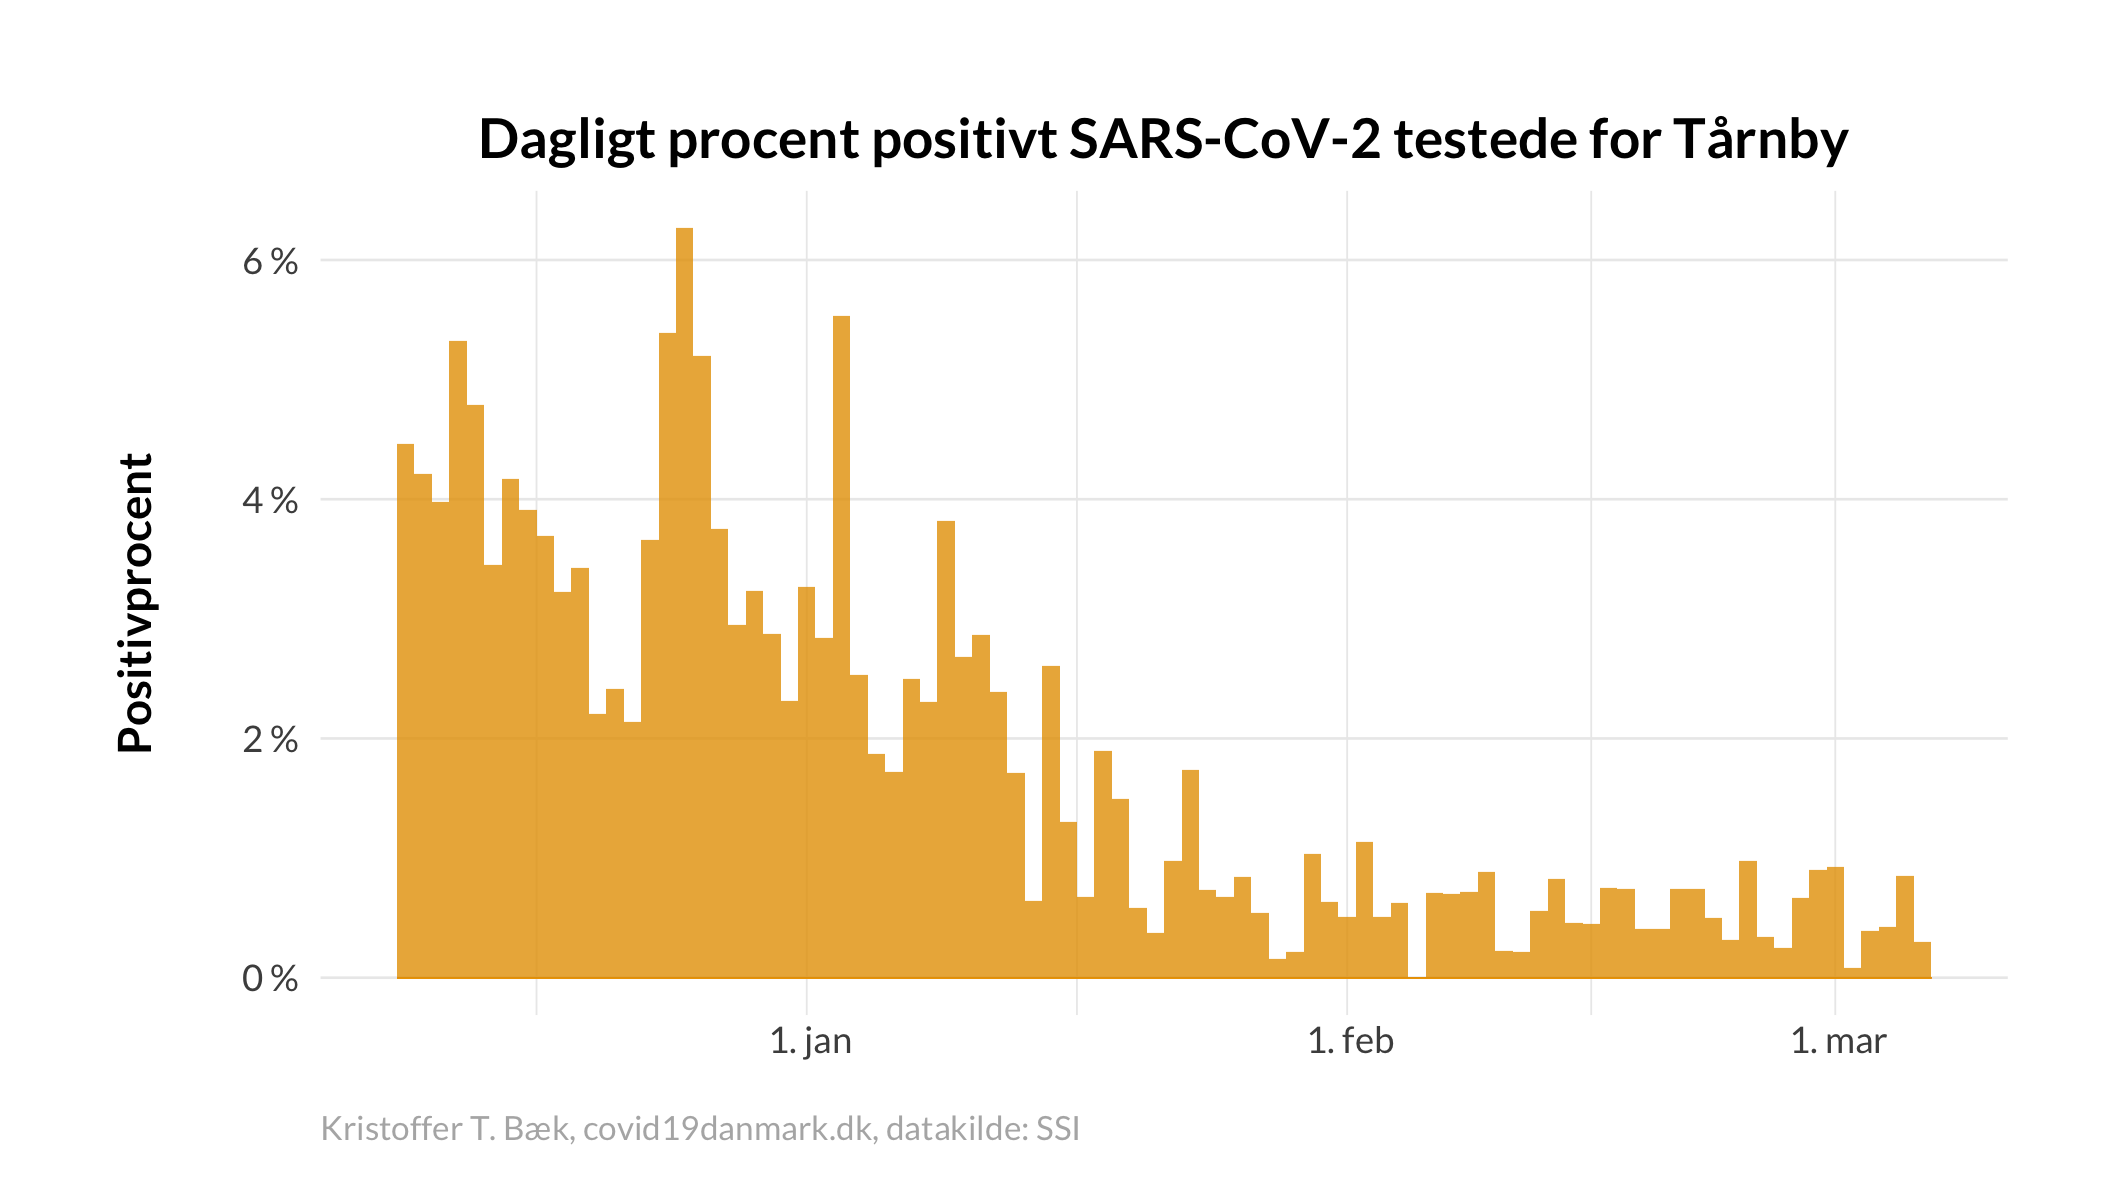 Dagligt procent positivt SARS-CoV-2 testede for Tårnby
Positivprocent
6 %
4 %
2 %
0 %
1. jan
1. feb
1. mar
Kristoffer T. Bæk, covid19danmark.dk, datakilde: SSI